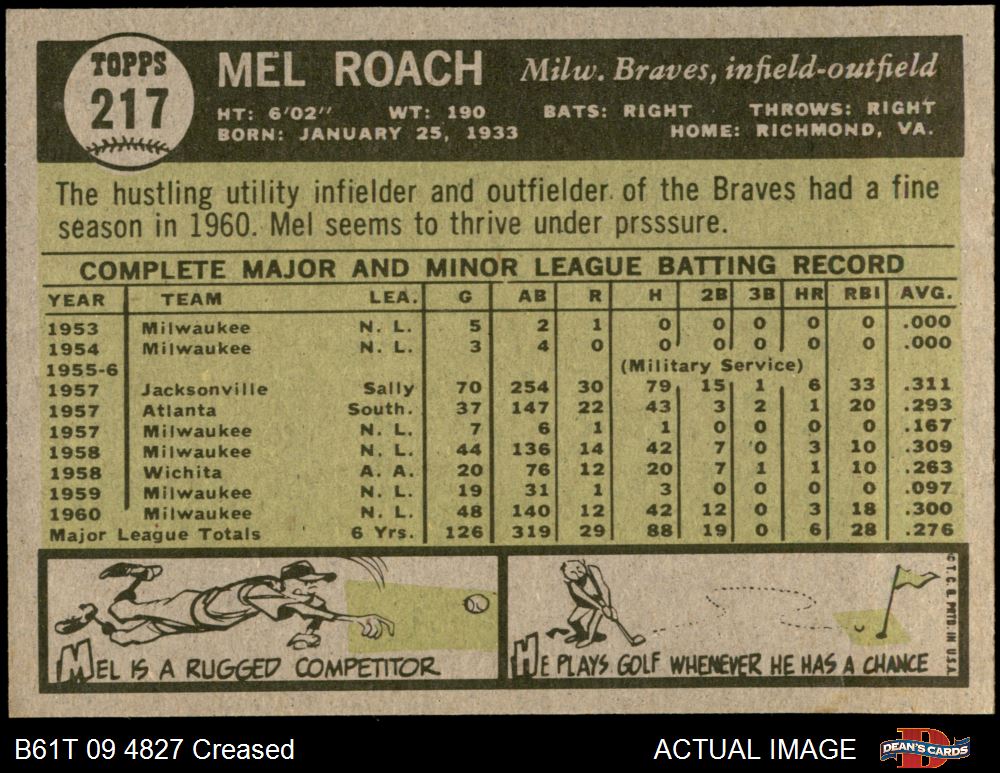 TOPPS
217
MEL ROACH Milw. Braves, infield-outfield
HT: 6'02" WT: 190 BATS: RIGHT THROWS: RIGHT
BORN: JANUARY 25, 1933 HOME: RICHMOND, VA.
The hustling utility infielder and outfielder of the Braves had a fine
season in 1960. Mel seems to thrive under prsssure.
COMPLETE MAJOR AND MINOR LEAGUE BATTING RECORD
YEAR TEAM LEA. G AB R H 2B 3B HR RBI AVG.
1953 Milwaukee N. L. 5 2 1 0 0 0 0 0 .000
1954 Milwaukee N. L. 3 4 0 0 0 0 0 0 .000
1955-6 (Military Service)
1957 Jacksonville Sally 70 254 30 79 15 1 6 33 .311
1957 Atlanta South. 37 147 22 43 3 2 1 20 .293
1957 Milwaukee N. L. 7 6 1 1 0 0 0 0 .167
1958 Milwaukee N. L. 44 136 14 42 7 0 3 10 .309
1958 Wichita A. A. 20 76 12 20 7 1 1 10 .263
1959 Milwaukee N. L. 19 31 1 3 0 0 0 0 .097
1960 Milwaukee N. L. 48 140 12 42 12 0 3 18 .300
Major League Totals 6 Yrs. 126 319 29 88 19 0 6 28 .276
MEL IS A RUGGED COMPETITOR
HE PLAYS GOLF WHENEVER HE HAS A CHANCE
© T. C. G. PRTD. IN U.S.A.
B61T 09 4827 Creased ACTUAL IMAGE DEAN'S CARDS